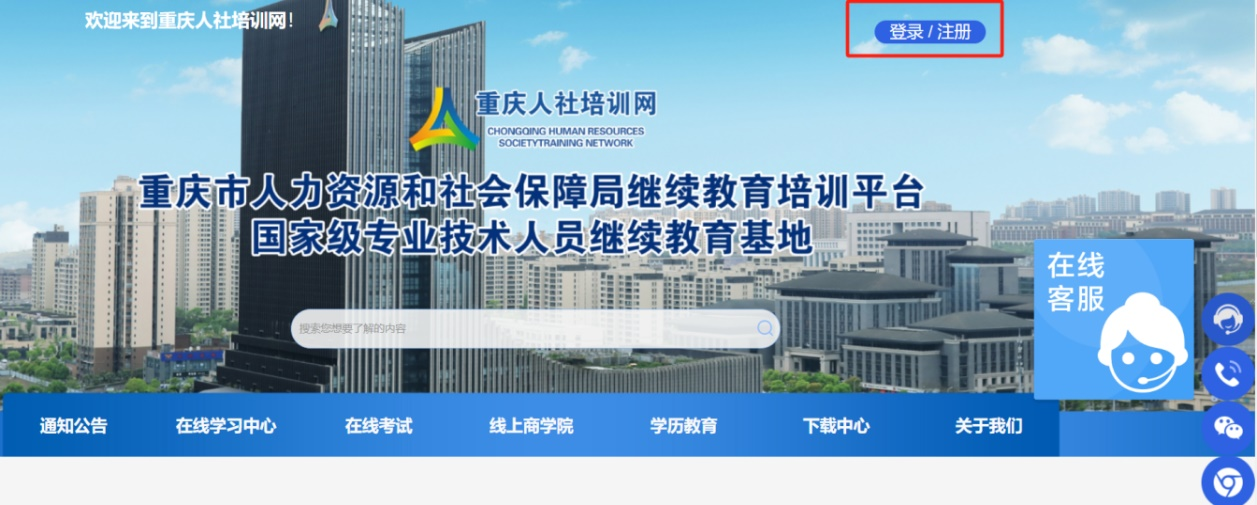 欢迎来到重庆人社培训网!
登录 / 注册
重庆人社培训网
CHONGQING HUMAN RESOURCES
SOCIETYTRAINING NETWORK
重庆市人力资源和社会保障局继续教育培训平台
国家级专业技术人员继续教育基地
在线
客服
搜索您想要了解的内容
通知公告 在线学习中心 在线考试 线上商学院 学历教育 下载中心 关于我们